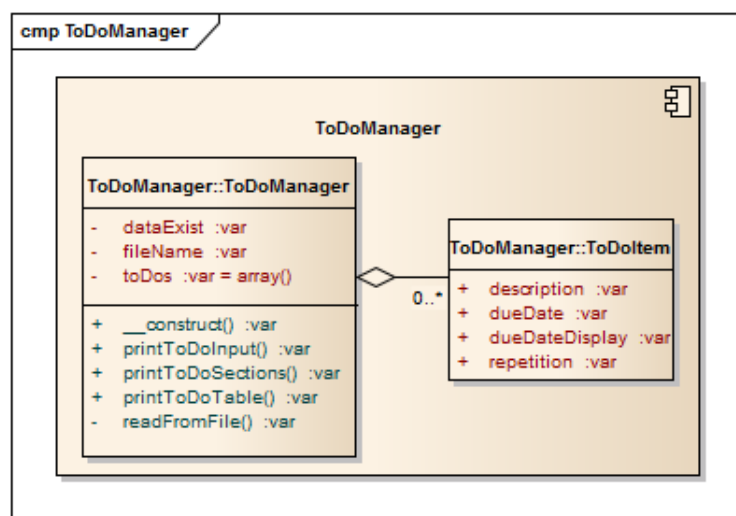 cmp ToDoManager
ToDoManager
ToDoManager::ToDoManager
- dataExist :var
- fileName :var
- toDos :var = array()
+ __construct() :var
+ printToDoInput() :var
+ printToDoSections() :var
+ printToDoTable() :var
- readFromFile() :var
0..*
ToDoManager::ToDoItem
+ description :var
+ dueDate :var
+ dueDateDisplay :var
+ repetition :var